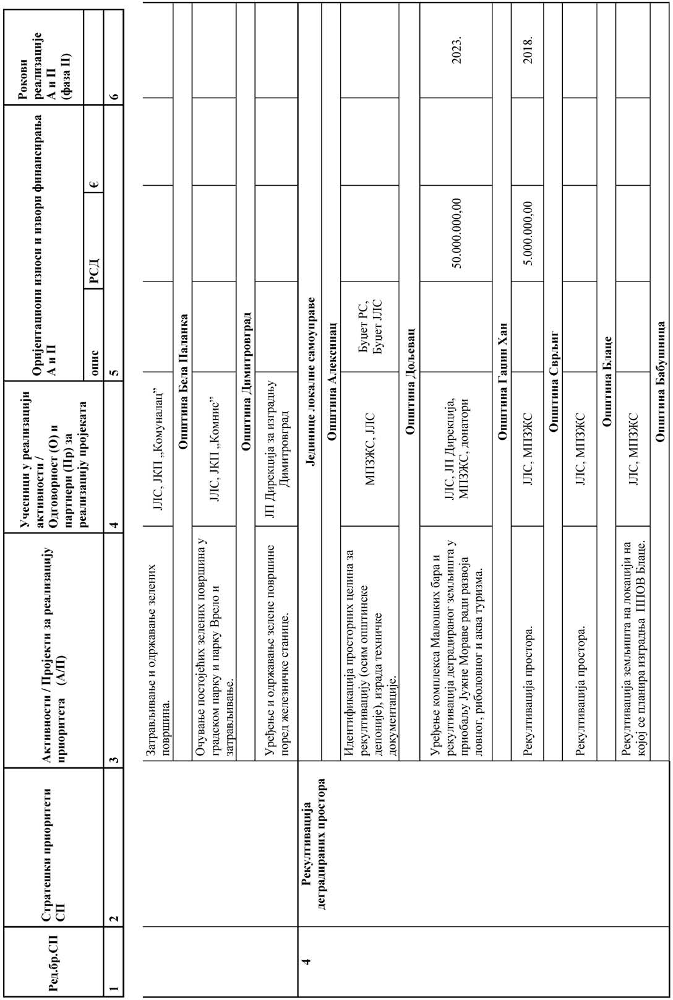 Ред.бр.СП
Стратешки приоритети
СП
Активности / Пројекти за реализацију
приоритета (А/П)
Учесници у реализацији
активности /
Одговорност (О) и
партнери (Пр) за
реализацију пројеката
Оријентациони износи и извори финансирања
А и П
Рокови
реализације
А и П
(фаза II)
опис
РСД
€
1
2
3
4
5
6
Затрављивање и одржавање зелених
површина.
ЈЛС, ЈКП „Комуналац”
Општина Бела Паланка
Очување постојећих зелених површина у
градском парку и парку Врело и
затрављивање.
ЈЛС, ЈКП „Комнис”
Општина Димитровград
Уређење и одржавање зелене површине
поред железничке станице.
ЈП Дирекција за изградњу
Димитровград
4
Рекултивација
деградираних простора
Јединице локалне самоуправе
Општина Алексинац
Идентификација просторних целина за
рекултивацију (осим општинске
депоније), израда техничке
документације.
МПЗЖС, ЈЛС
Буџет РС,
Буџет ЈЛС
Општина Дољевац
Уређење комплекса Малошких бара и
рекултивација деградираног земљишта у
приобаљу Јужне Мораве ради развоја
ловног, риболовног и аква туризма.
ЈЛС, ЈП Дирекција,
МПЗЖС, донатори
50.000.000,00
2023.
Општина Гаџин Хан
Рекултивација простора.
ЈЛС, МПЗЖС
5.000.000,00
2018.
Општина Сврљиг
Рекултивација простора.
ЈЛС, МПЗЖС
Општина Блаце
Рекултивација земљишта на локацији на
којој се планира изградња ППОВ Блаце.
ЈЛС, МПЗЖС
Општина Бабушница